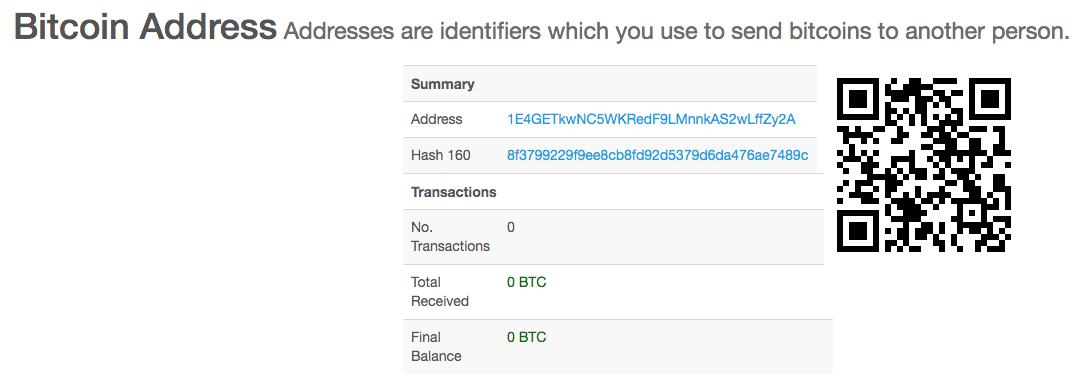 Bitcoin Address Addresses are identifiers which you use to send bitcoins to another person.
Summary
Address 1E4GETkwNC5WKRedF9LMnnkAS2wLffZy2A
Hash 160 8f3799229f9ee8cb8fd92d5379d6da476ae7489c
Transactions
No. 0
Transactions
Total 0 BTC
Received
Final 0 BTC
Balance